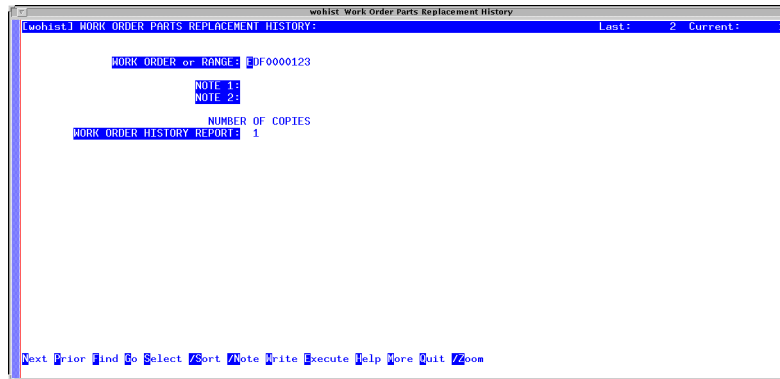 wohist Work Order Parts Replacement History
[wohist] WORK ORDER PARTS REPLACEMENT HISTORY: Last: 2 Current:
WORK ORDER or RANGE: EDF0000123
NOTE 1:
NOTE 2:
NUMBER OF COPIES
WORK ORDER HISTORY REPORT: 1
Next Prior Find Go Select /Sort /Note Write Execute Help More Quit /Zoom